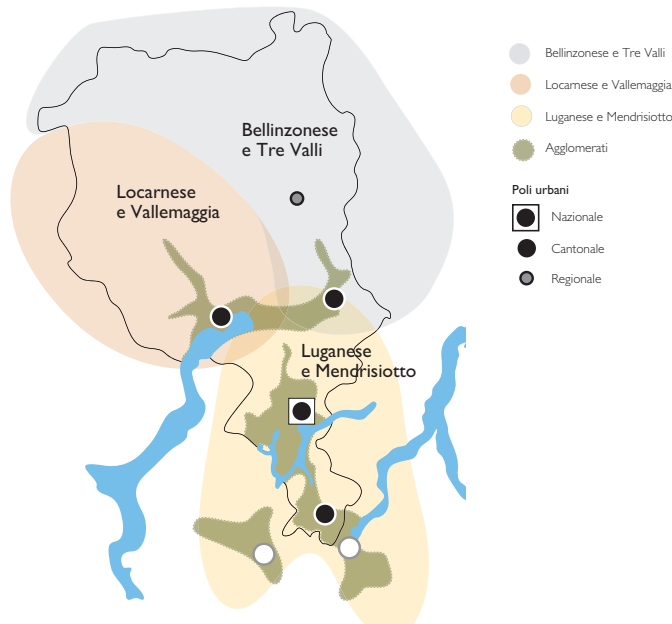 Bellinzonese
e Tre Valli
Locarnese
e Vallemaggia
Luganese
e Mendrisiotto
Bellinzonese e Tre Valli
Locarnese e Vallemaggia
Luganese e Mendrisiotto
Agglomerati
Poli urbani
Nazionale
Cantonale
Regionale